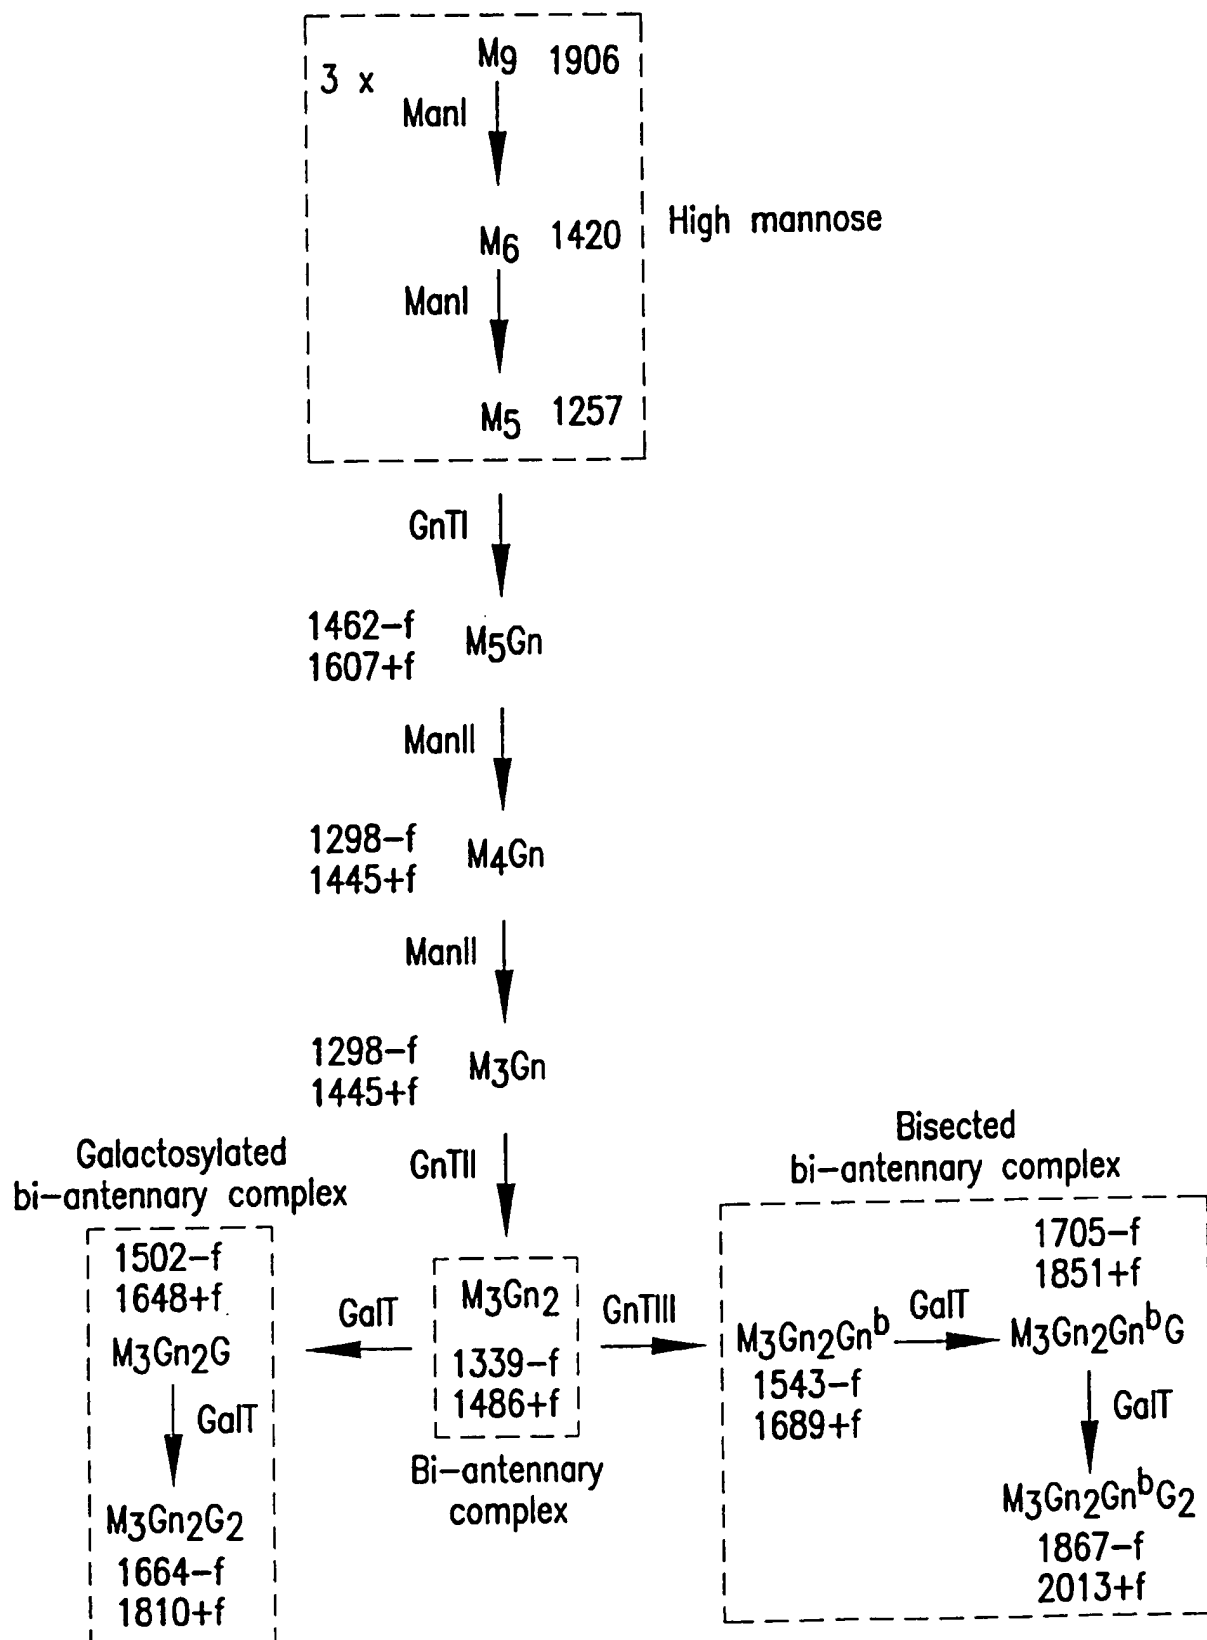 3 x
M9 1906
ManI
M6 1420
High mannose
ManI
M5 1257
GnTI
1462-f
1607+f
M5Gn
ManII
1298-f
1445+f
M4Gn
ManII
1298-f
1445+f
M3Gn
GnTII
Galactosylated
bi-antennary complex
1502-f
1648+f
M3Gn2G
GalT
M3Gn2G2
1664-f
1810+f
GalT
M3Gn2
1339-f
1486+f
Bi-antennary
complex
GnTIII
Bisected
bi-antennary complex
M3Gn2Gnb
1543-f
1689+f
GalT
1705-f
1851+f
M3Gn2GnbG
GalT
M3Gn2GnbG2
1867-f
2013+f